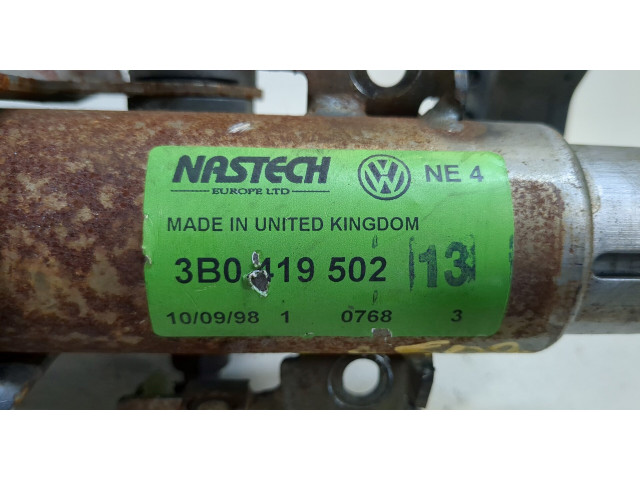 NASTECH
EUROPE LTD
VW
NE 4
MADE IN UNITED KINGDOM
3B0 419 502 13
10/09/98 1 0768 3